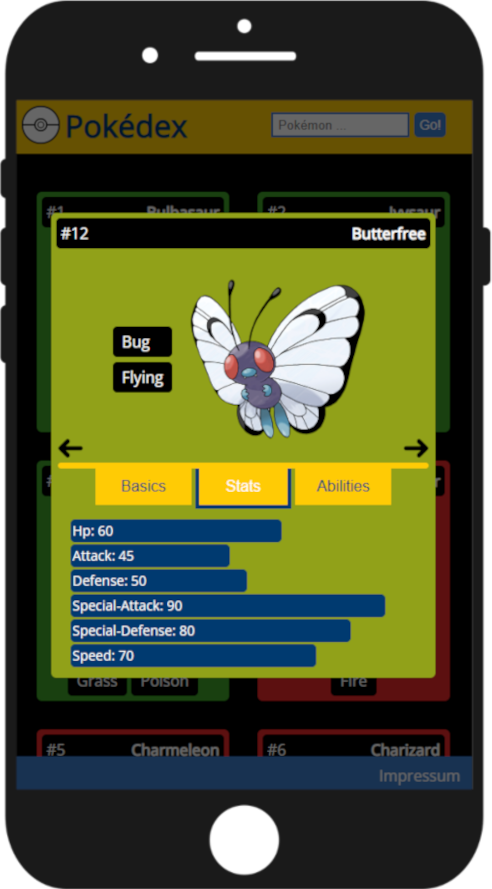 Pokédex
Pokémon ...
Go!
#1 Bulbasaur
#2 Ivysaur
#12 Butterfree
Bug
Flying
Basics
Stats
Abilities
Hp: 60
Attack: 45
Defense: 50
Special-Attack: 90
Special-Defense: 80
Speed: 70
Grass
Poison
Fire
#5 Charmeleon
#6 Charizard
Impressum